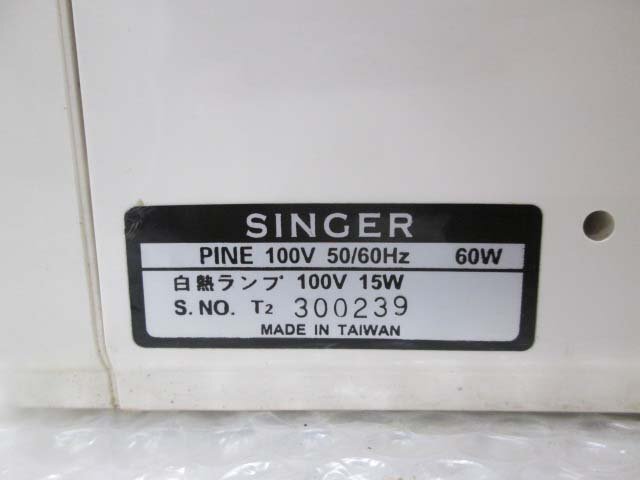 SINGER
PINE 100V 50/60Hz 60W
白熱ランプ 100V 15W
S. NO. T2 300239
MADE IN TAIWAN